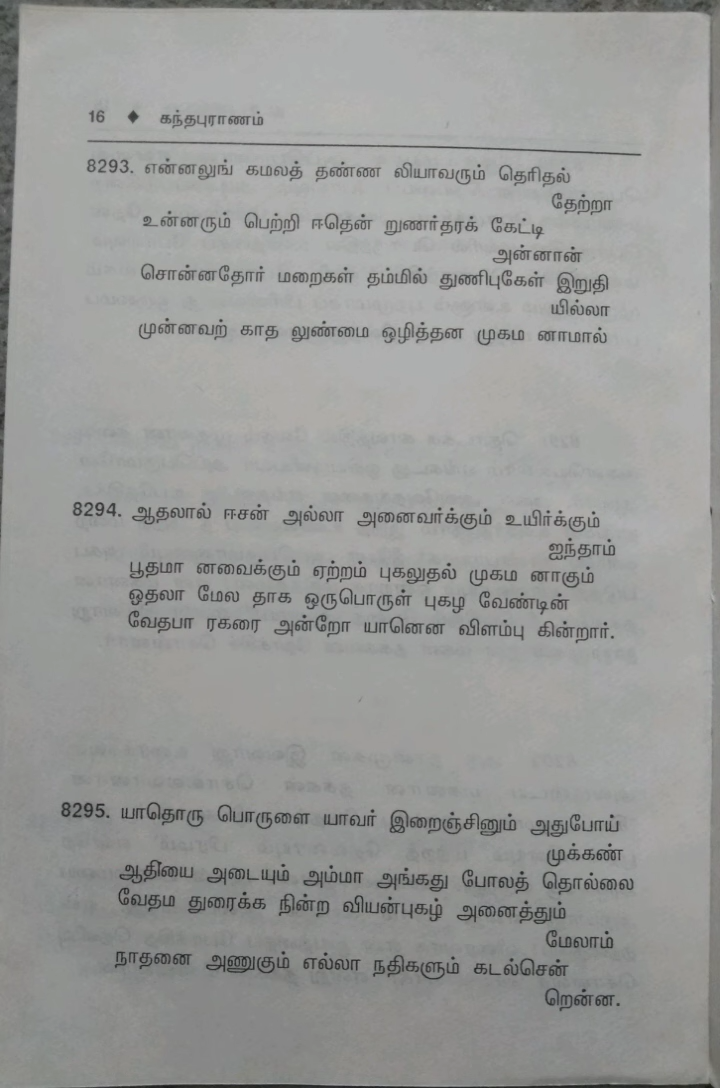 16 ◆ கந்தபுராணம்
8293. என்னலுங் கமலத் தண்ண லியாவரும் தெரிதல்
தேற்றா
உன்னரும் பெற்றி ஈதென் றுணர்தரக் கேட்டி
அன்னான்
சொன்னதோர் மறைகள் தம்மில் துணிபுகேள் இறுதி
யில்லா
முன்னவற் காத லுண்மை ஒழித்தன முகம னாமால்
8294. ஆதலால் ஈசன் அல்லா அனைவர்க்கும் உயிர்க்கும்
ஐந்தாம்
பூதமா னவைக்கும் ஏற்றம் புகலுதல் முகம னாகும்
ஓதலா மேல தாக ஒருபொருள் புகழ வேண்டின்
வேதபா ரகரை அன்றோ யானென விளம்பு கின்றார்.
8295. யாதொரு பொருளை யாவர் இறைஞ்சினும் அதுபோய்
முக்கண்
ஆதியை அடையும் அம்மா அங்கது போலத் தொல்லை
வேதம துரைக்க நின்ற வியன்புகழ் அனைத்தும்
மேலாம்
நாதனை அணுகும் எல்லா நதிகளும் கடல்சென்
றென்ன.